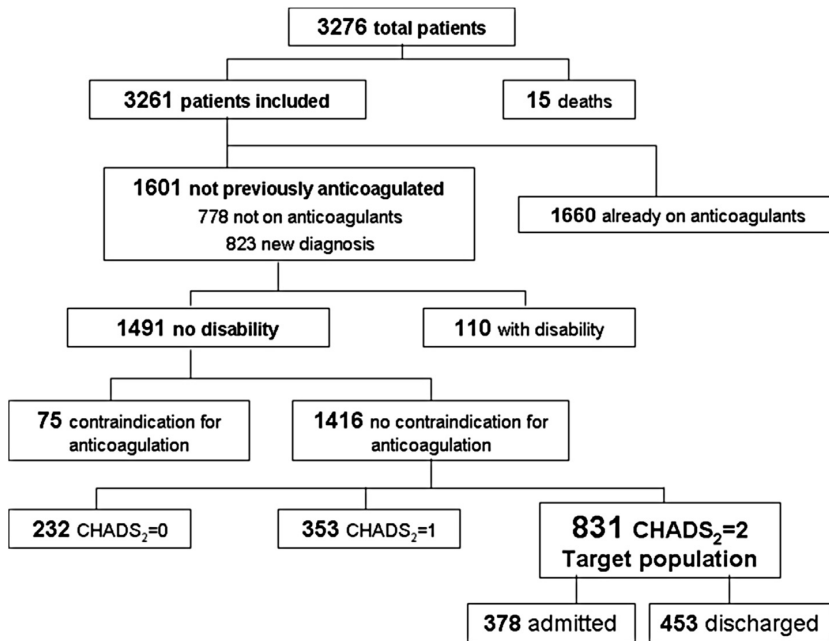 3276 total patients
3261 patients included
15 deaths
1601 not previously anticoagulated
778 not on anticoagulants
823 new diagnosis
1660 already on anticoagulants
1491 no disability
110 with disability
75 contraindication for
anticoagulation
1416 no contraindication for
anticoagulation
232 CHADS₂=0
353 CHADS₂=1
831 CHADS₂=2
Target population
378 admitted
453 discharged